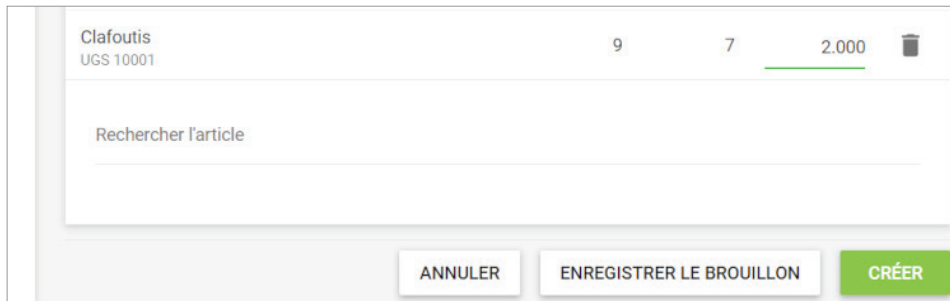 Clafoutis 9 7 2.000
UGS 10001
Rechercher l'article
ANNULER ENREGISTRER LE BROUILLON CRÉER